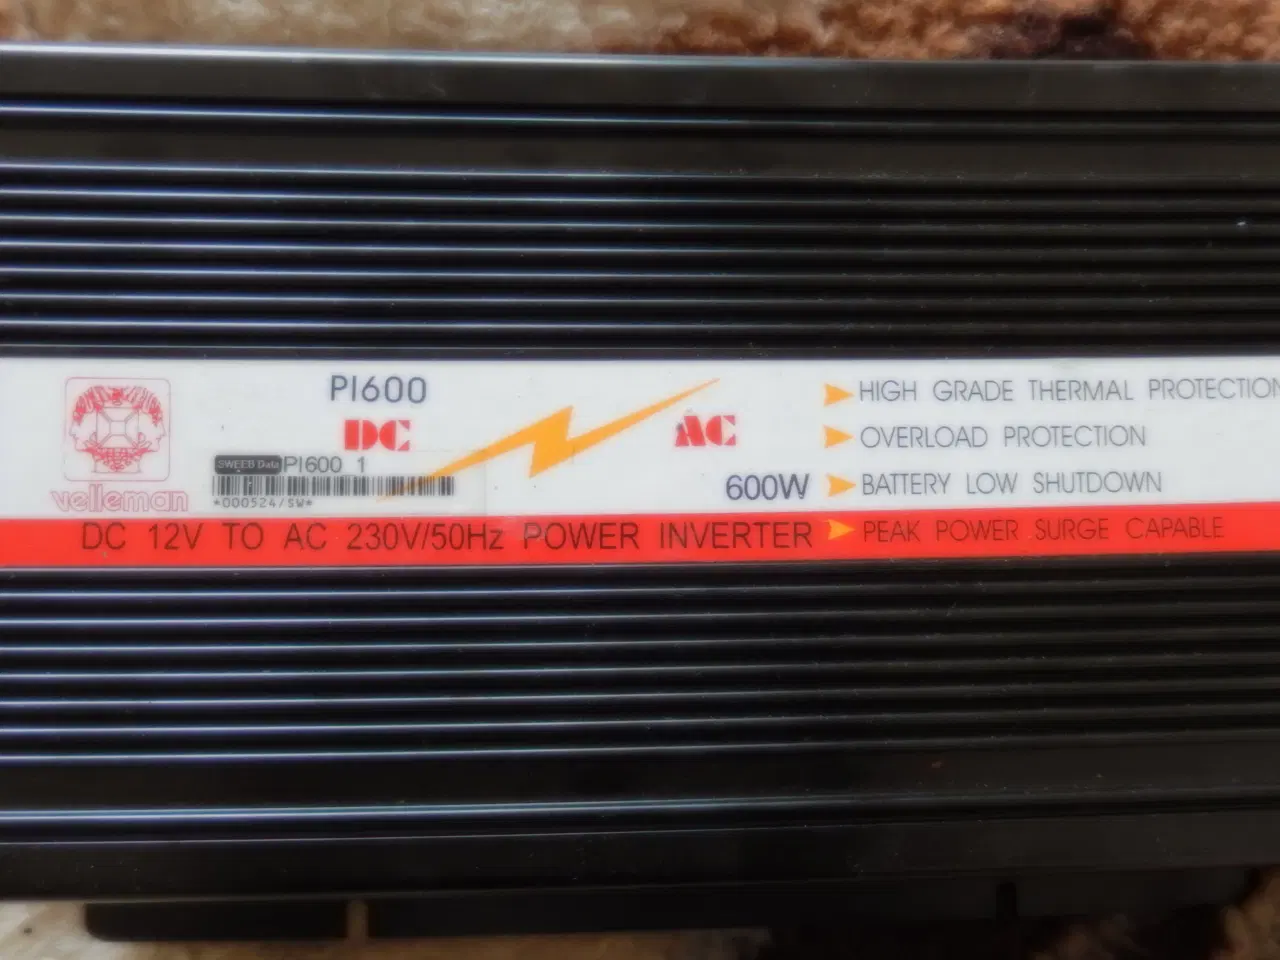 PI600
DC AC
SWEEB Data PI600 1
*000524/SW*
velleman
600W
DC 12V TO AC 230V/50Hz POWER INVERTER
HIGH GRADE THERMAL PROTECTION
OVERLOAD PROTECTION
BATTERY LOW SHUTDOWN
PEAK POWER SURGE CAPABLE